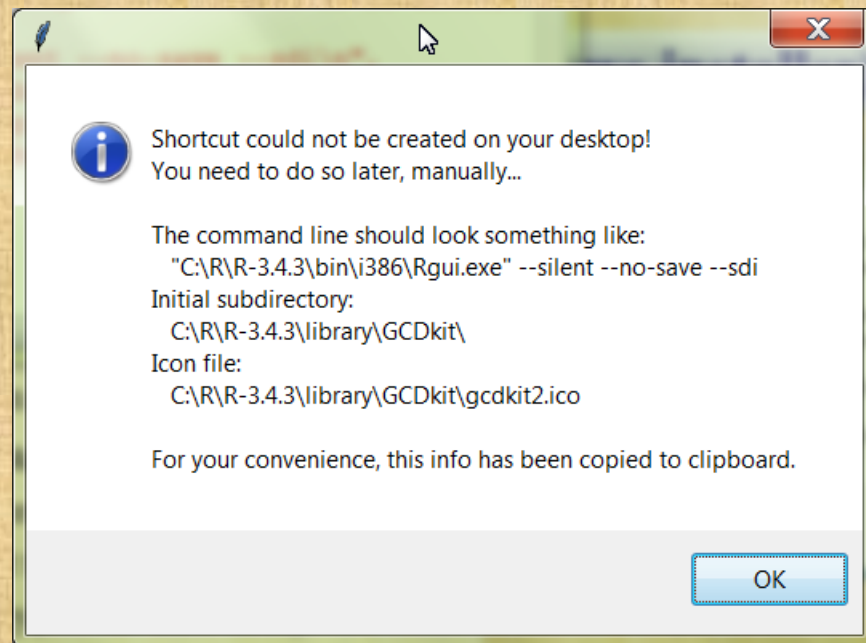 Shortcut could not be created on your desktop!
You need to do so later, manually...
The command line should look something like:
"C:\R\R-3.4.3\bin\i386\Rgui.exe" --silent --no-save --sdi
Initial subdirectory:
C:\R\R-3.4.3\library\GCDkit\
Icon file:
C:\R\R-3.4.3\library\GCDkit\gcdkit2.ico
For your convenience, this info has been copied to clipboard.
OK